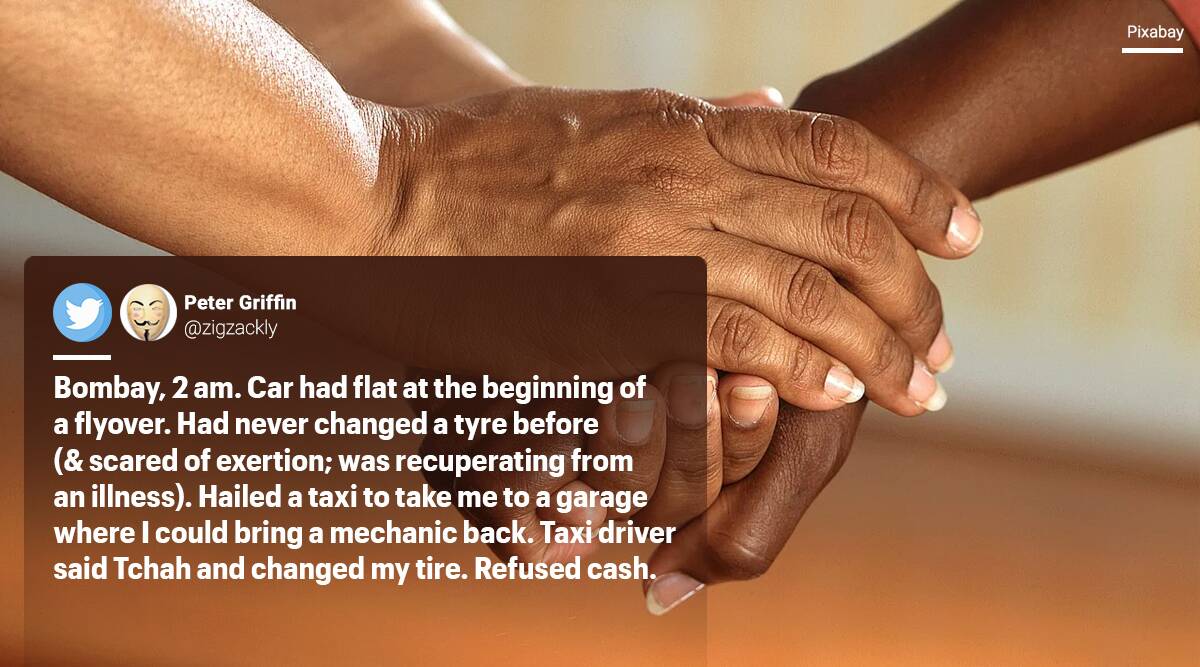 Pixabay
Peter Griffin
@zigzackly
Bombay, 2 am. Car had flat at the beginning of
a flyover. Had never changed a tyre before
(& scared of exertion; was recuperating from
an illness). Hailed a taxi to take me to a garage
where I could bring a mechanic back. Taxi driver
said Tchah and changed my tire. Refused cash.